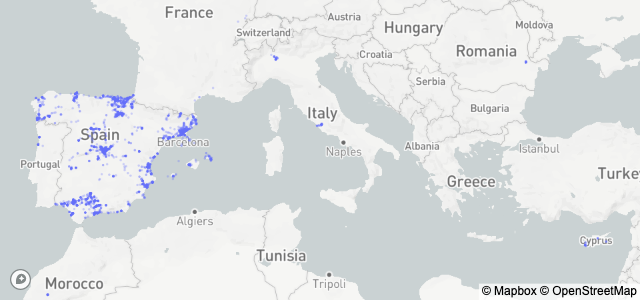 France
Austria
Switzerland
Hungary
Moldova
Romania
Croatia
Serbia
Bulgaria
Italy
Spain
Barcelona
Portugal
Naples
Albania
Istanbul
Greece
Turkey
Algiers
Cyprus
Tunisia
Tripoli
Morocco
© Mapbox © OpenStreetMap